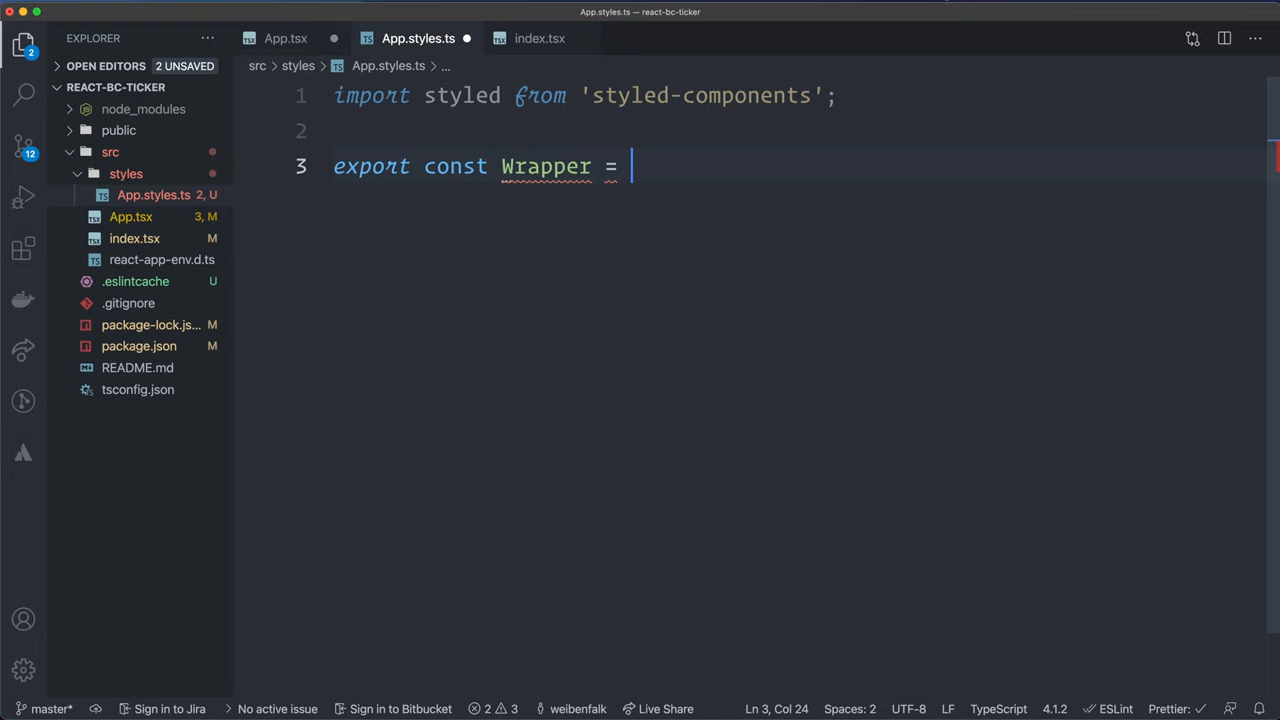 App.styles.ts — react-bc-ticker
EXPLORER
App.tsx
App.styles.ts
index.tsx
OPEN EDITORS 2 UNSAVED
src > styles > App.styles.ts > ...
REACT-BC-TICKER
node_modules
public
src
styles
App.styles.ts 2, U
App.tsx 3, M
index.tsx M
react-app-env.d.ts
.eslintcache U
.gitignore
package-lock.js... M
package.json M
README.md
tsconfig.json
2
12
1 import styled from 'styled-components';
2
3 export const Wrapper =
master* Sign in to Jira No active issue Sign in to Bitbucket 2 3 weibenfalk Live Share Ln 3, Col 24 Spaces: 2 UTF-8 LF TypeScript 4.1.2 ESLint Prettier: ✓